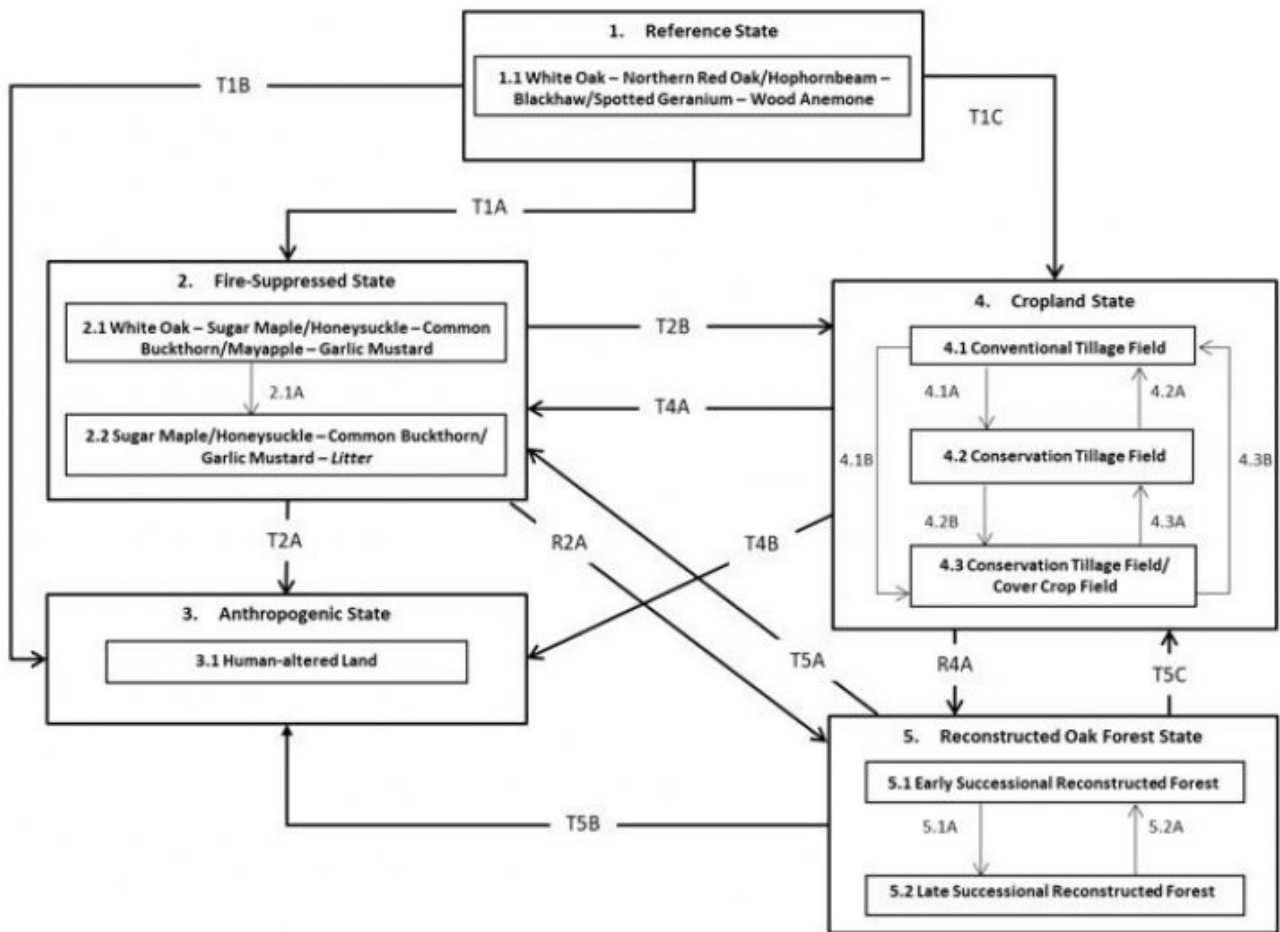 1. Reference State
1.1 White Oak – Northern Red Oak/Hophornbeam –
Blackhaw/Spotted Geranium – Wood Anemone
T1B
T1C
T1A
2. Fire-Suppressed State
2.1 White Oak – Sugar Maple/Honeysuckle – Common
Buckthorn/Mayapple – Garlic Mustard
2.1A
2.2 Sugar Maple/Honeysuckle – Common Buckthorn/
Garlic Mustard – Litter
T2B
T4A
4. Cropland State
4.1 Conventional Tillage Field
4.1A
4.2A
4.1B
4.2 Conservation Tillage Field
4.3B
4.2B
4.3A
4.3 Conservation Tillage Field/
Cover Crop Field
T2A
R2A
T4B
3. Anthropogenic State
3.1 Human-altered Land
T5A
R4A
T5C
5. Reconstructed Oak Forest State
5.1 Early Successional Reconstructed Forest
5.1A
5.2A
5.2 Late Successional Reconstructed Forest
T5B